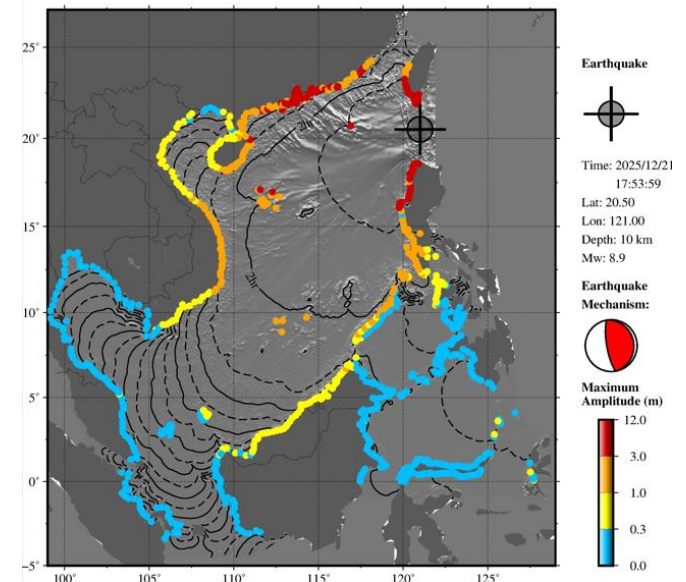 25°
20°
15°
10°
5°
0°
−5°
100°
105°
110°
115°
120°
125°
2hr
2hr
Earthquake
Time: 2025/12/21
17:53:59
Lat: 20.50
Lon: 121.00
Depth: 10 km
Mw: 8.9
Earthquake
Mechanism:
Maximum
Amplitude (m)
12.0
3.0
1.0
0.3
0.0